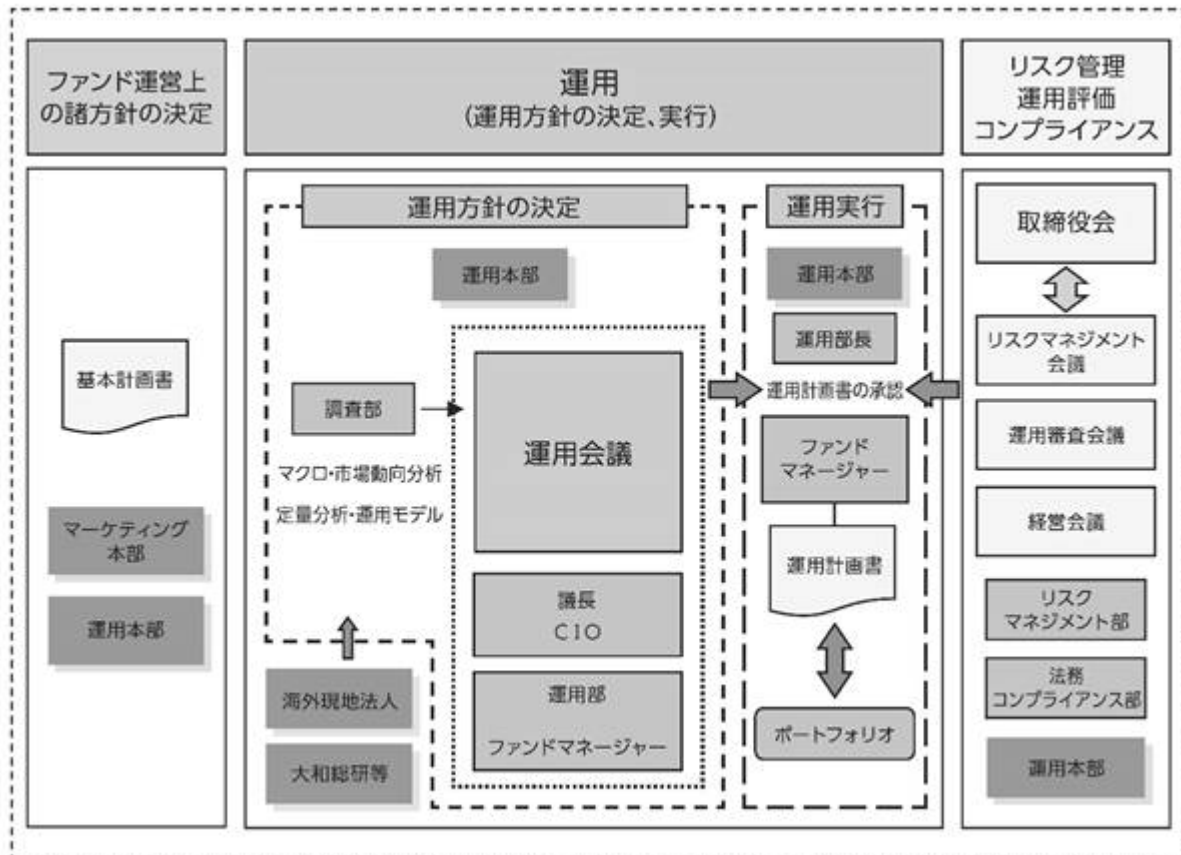 ファンド運営上
の諸方針の決定
運用
(運用方針の決定、実行)
リスク管理
運用評価
コンプライアンス
基本計画書
マーケティング
本部
運用本部
運用方針の決定
運用本部
調査部
マクロ・市場動向分析
定量分析・運用モデル
海外現地法人
大和総研等
運用会議
議長
CIO
運用部
ファンドマネージャー
運用実行
運用本部
運用部長
運用計画書の承認
ファンド
マネージャー
運用計画書
ポートフォリオ
取締役会
リスクマネジメント
会議
運用審査会議
経営会議
リスク
マネジメント部
法務
コンプライアンス部
運用本部